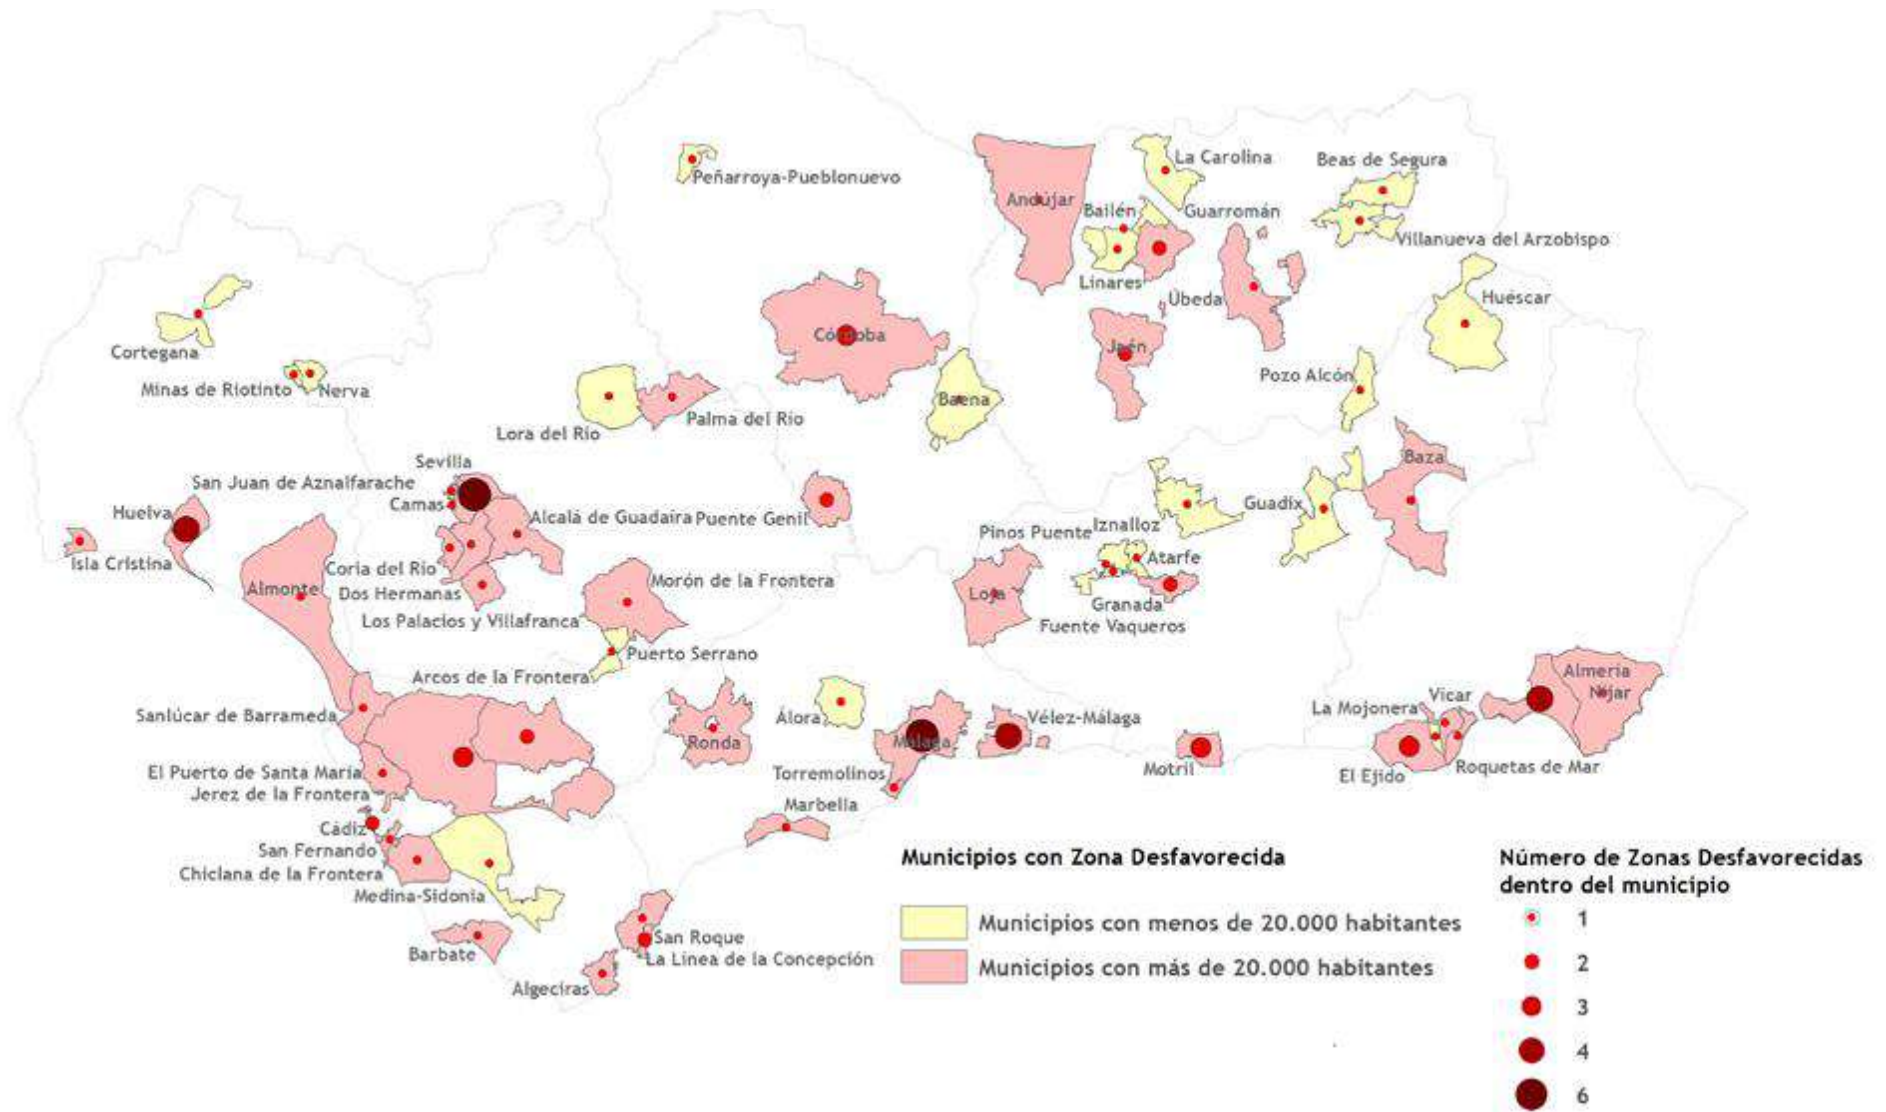 Peñarroya-Pueblonuevo
La Carolina
Beas de Segura
Andújar
Bailén
Guarromán
Villanueva del Arzobispo
Linares
Úbeda
Huéscar
Cortegana
Córdoba
Jaén
Minas de Riotinto
Nerva
Pozo Alcón
Baena
Palma del Río
Lora del Río
Sevilla
Baza
San Juan de Aznalfarache
Camas
Guadix
Huelva
Alcalá de Guadaíra
Puente Genil
Iznalloz
Pinos Puente
Atarfe
Isla Cristina
Coria del Río
Morón de la Frontera
Almonte
Dos Hermanas
Loja
Granada
Los Palacios y Villafranca
Fuente Vaqueros
Puerto Serrano
Arcos de la Frontera
Almería
Níjar
Vícar
La Mojonera
Sanlúcar de Barrameda
Álora
Vélez-Málaga
Ronda
Málaga
El Puerto de Santa María
Torremolinos
Motril
Roquetas de Mar
El Ejido
Jerez de la Frontera
Marbella
Cádiz
San Fernando
Chiclana de la Frontera
Medina-Sidonia
San Roque
Barbate
La Línea de la Concepción
Algeciras
Municipios con Zona Desfavorecida
Municipios con menos de 20.000 habitantes
Municipios con más de 20.000 habitantes
Número de Zonas Desfavorecidas
dentro del municipio
1
2
3
4
6